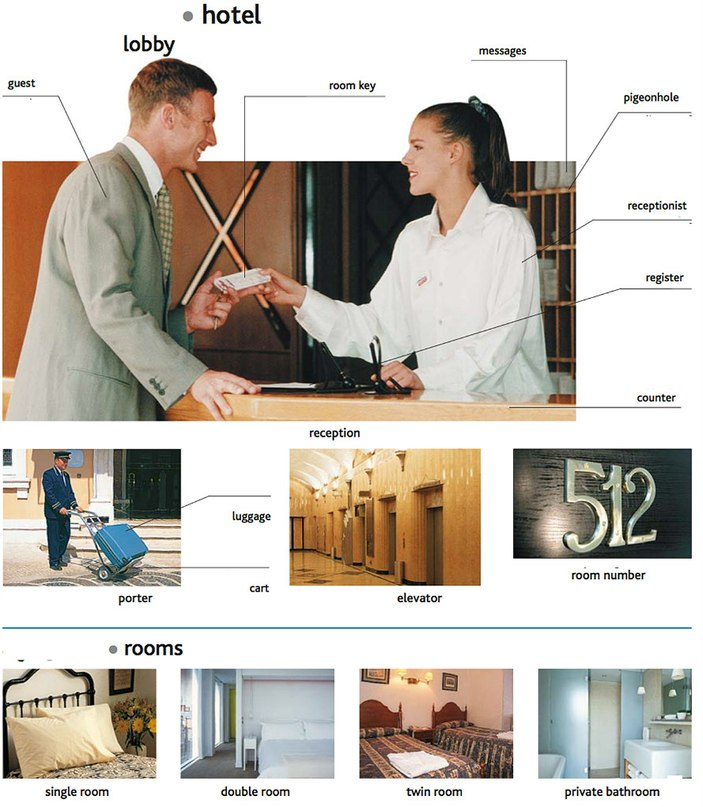 hotel
lobby
messages
guest
room key
pigeonhole
receptionist
register
counter
reception
luggage
512
cart
porter
elevator
room number
rooms
single room
double room
twin room
private bathroom